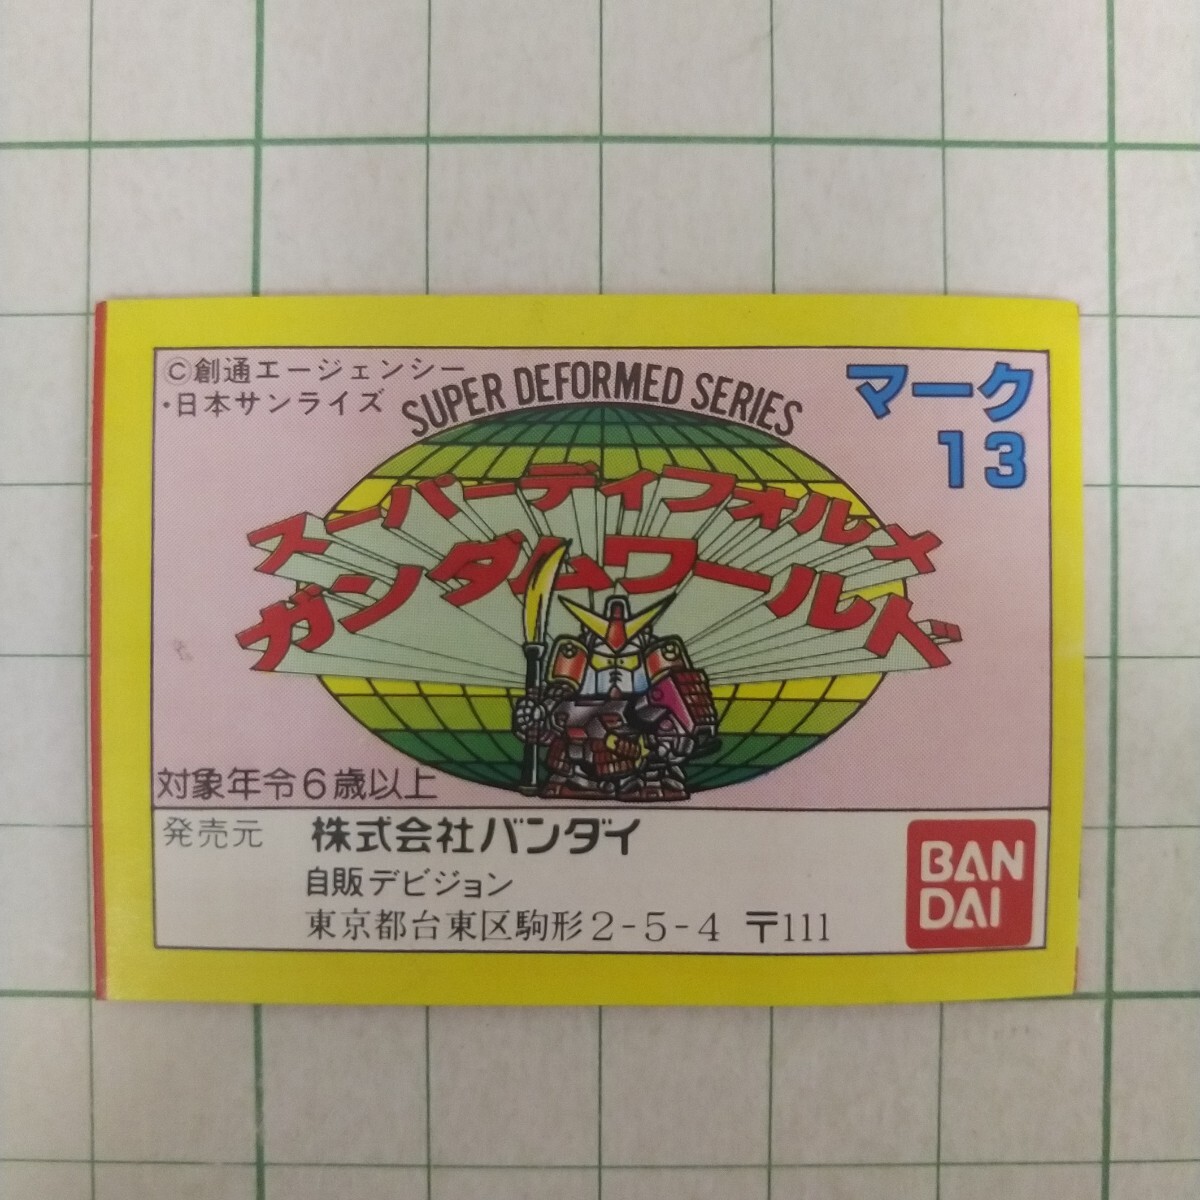 ©創通エージェンシー
・日本サンライズ
SUPER DEFORMED SERIES
マーク
13
スーパーディフォルメ
ガンダムワールド
対象年令6歳以上
発売元 株式会社バンダイ
自販デビジョン
東京都台東区駒形2-5-4 〒111
BAN
DAI